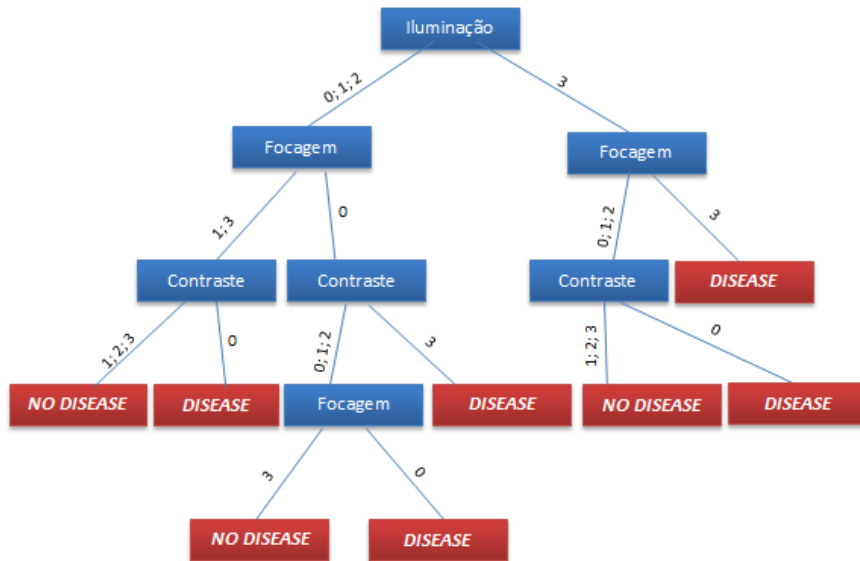 Iluminação
0; 1; 2
3
Focagem
Focagem
1; 3
0
0; 1; 2
3
Contraste
Contraste
Contraste
DISEASE
1; 2; 3
0
0; 1; 2
3
1; 2; 3
0
NO DISEASE
DISEASE
Focagem
DISEASE
NO DISEASE
DISEASE
3
0
NO DISEASE
DISEASE